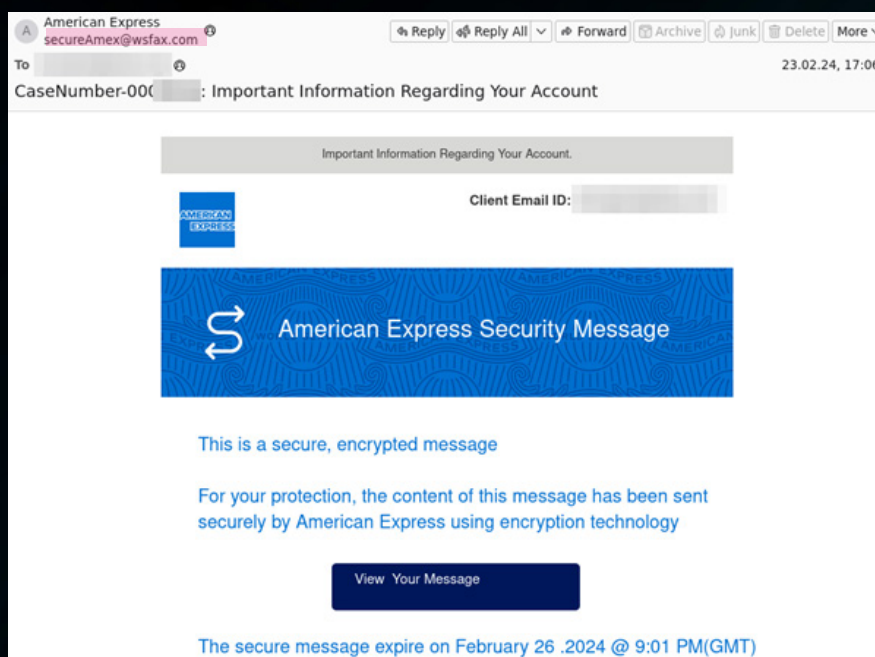 A
American Express
secureAmex@wsfax.com
Reply
Reply All
Forward
Archive
Junk
Delete
More
To
23.02.24, 17:06
CaseNumber-000 : Important Information Regarding Your Account
Important Information Regarding Your Account.
AMERICAN
EXPRESS
Client Email ID:
American Express Security Message
This is a secure, encrypted message
For your protection, the content of this message has been sent
securely by American Express using encryption technology
View Your Message
The secure message expire on February 26 .2024 @ 9:01 PM(GMT)